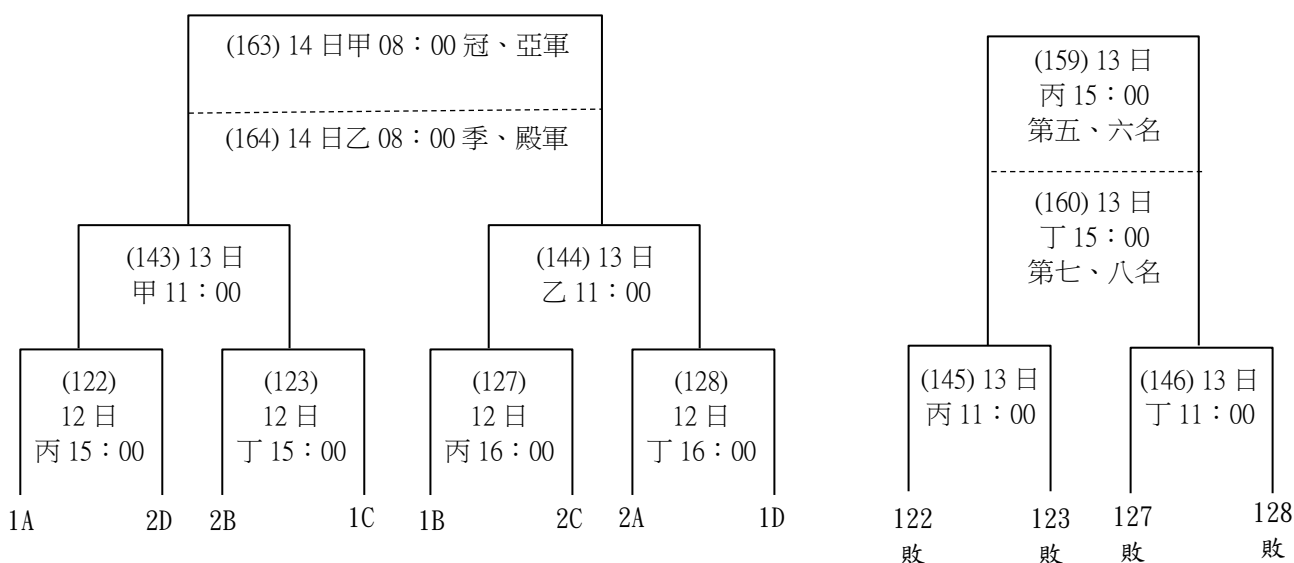 (163) 14 日甲 08：00 冠、亞軍
(164) 14 日乙 08：00 季、殿軍
(143) 13 日
甲 11：00
(144) 13 日
乙 11：00
(122)
12 日
丙 15：00
(123)
12 日
丁 15：00
(127)
12 日
丙 16：00
(128)
12 日
丁 16：00
1A
2D
2B
1C
1B
2C
2A
1D
(159) 13 日
丙 15：00
第五、六名
(160) 13 日
丁 15：00
第七、八名
(145) 13 日
丙 11：00
(146) 13 日
丁 11：00
122
敗
123
敗
127
敗
128
敗